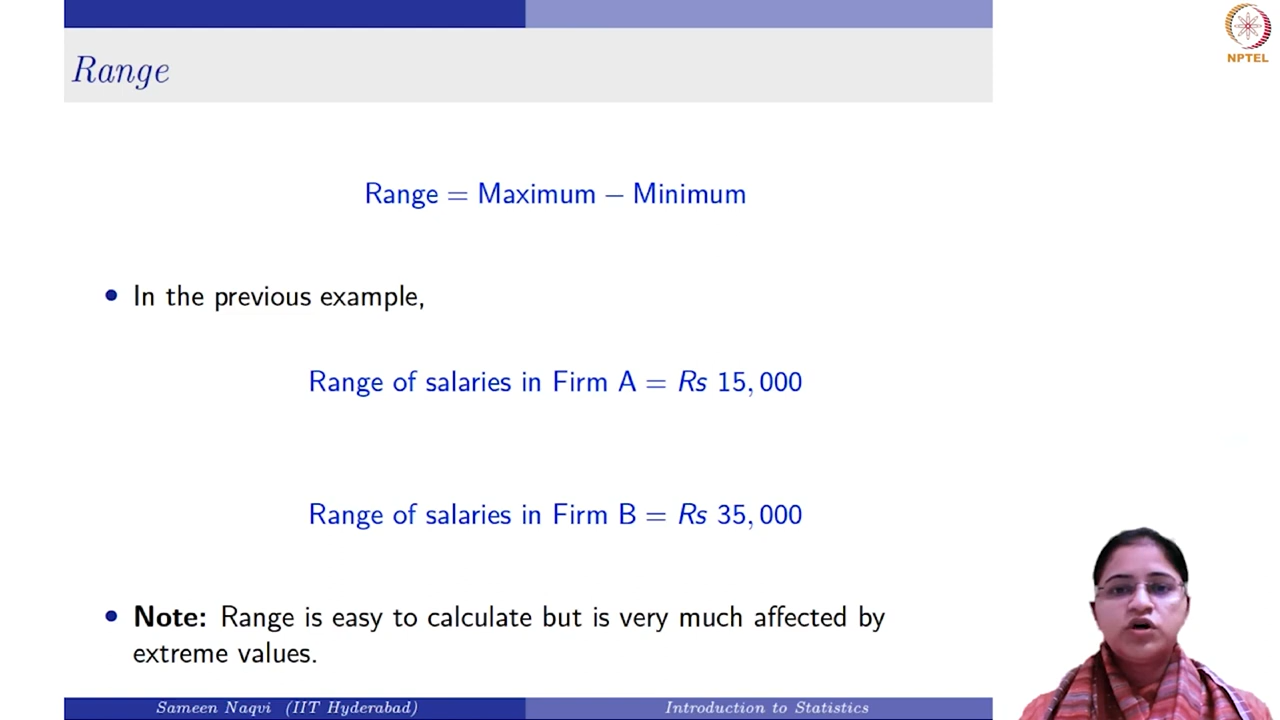 NPTEL
Range
Range = Maximum − Minimum
• In the previous example,
Range of salaries in Firm A = Rs 15, 000
Range of salaries in Firm B = Rs 35, 000
• Note: Range is easy to calculate but is very much affected by
extreme values.
Sameen Naqvi (IIT Hyderabad)
Introduction to Statistics